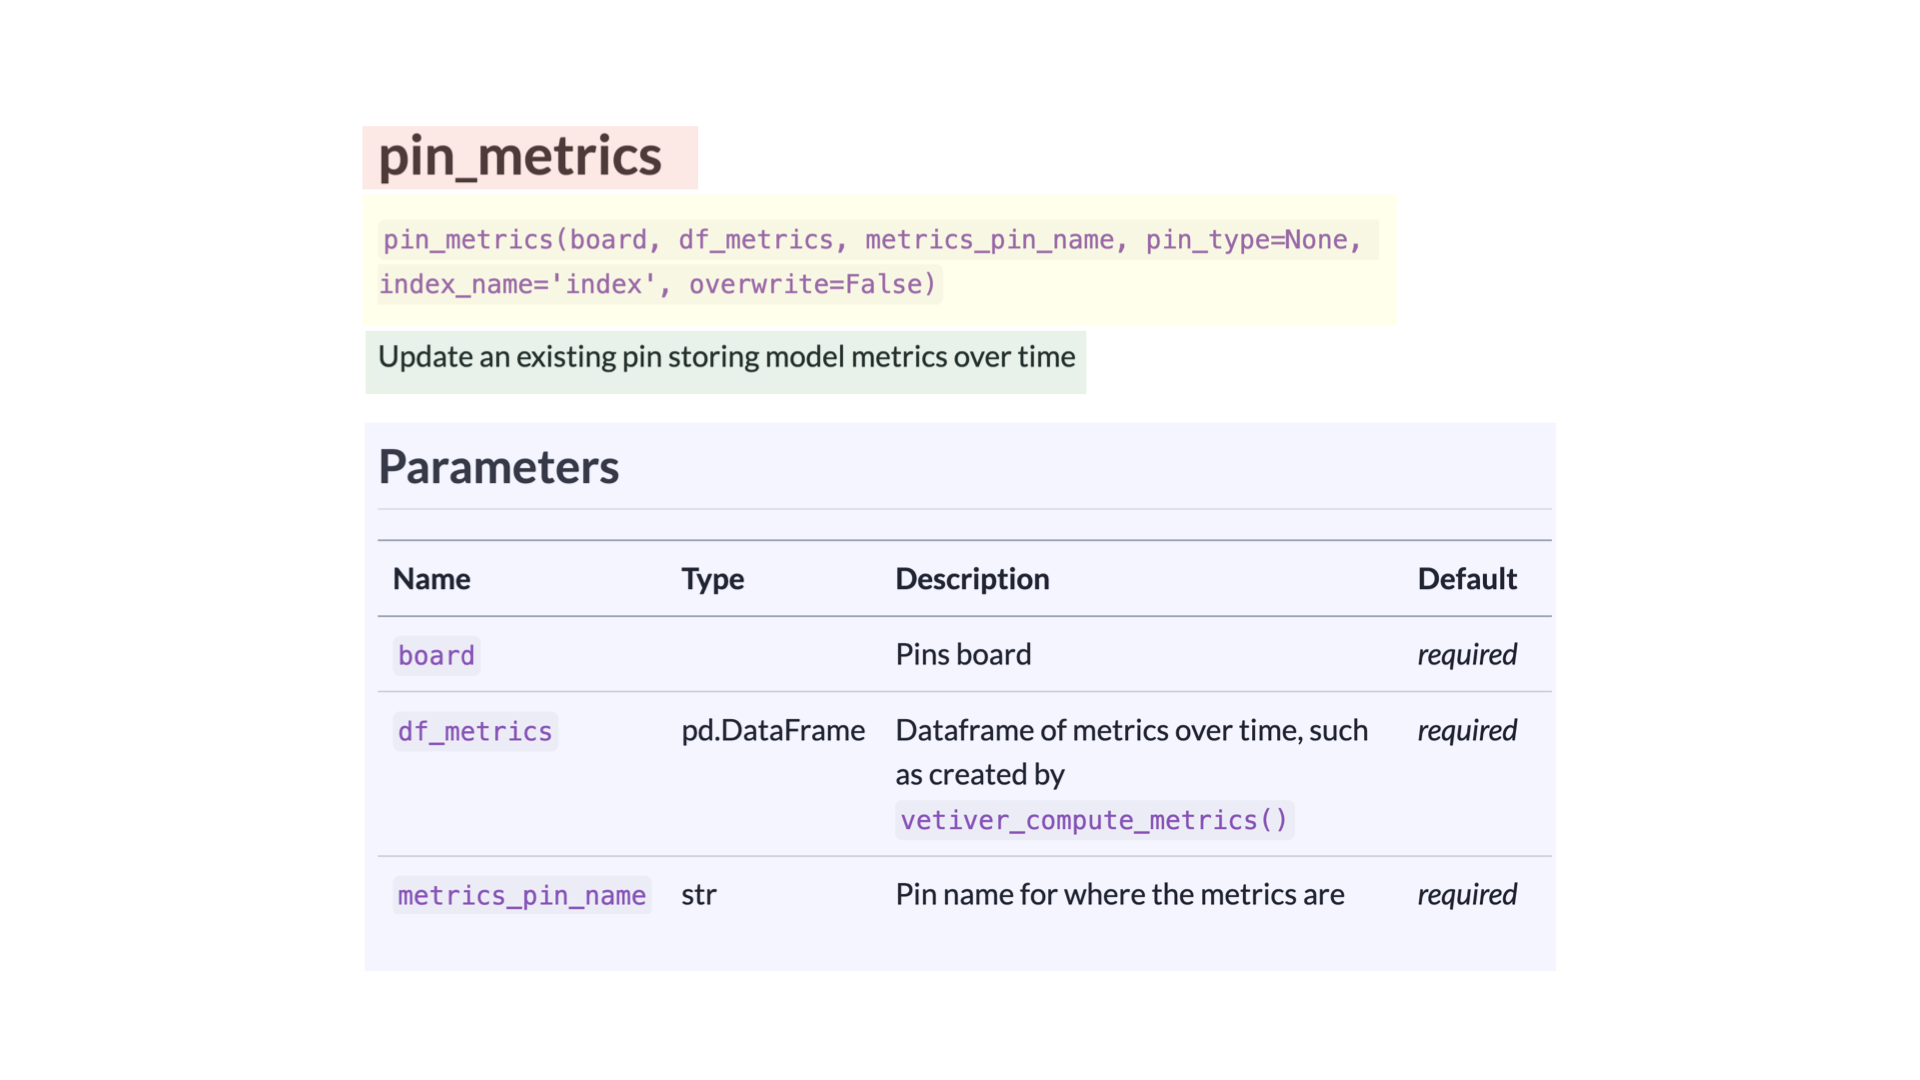 pin_metrics
pin_metrics(board, df_metrics, metrics_pin_name, pin_type=None,
index_name='index', overwrite=False)
Update an existing pin storing model metrics over time
Parameters
Name Type Description Default
board Pins board required
df_metrics pd.DataFrame Dataframe of metrics over time, such required
as created by
vetiver_compute_metrics()
metrics_pin_name str Pin name for where the metrics are required